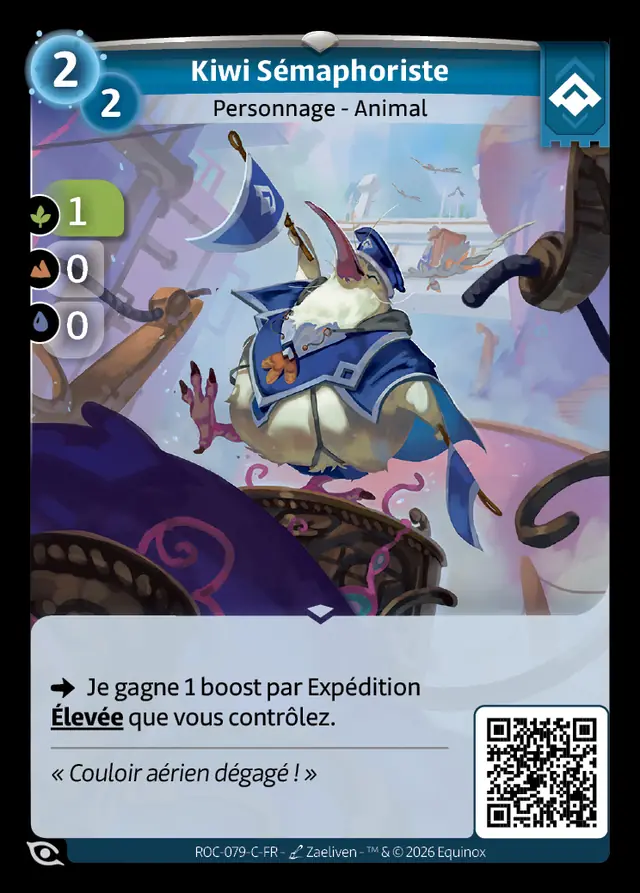 2
Kiwi Sémaphoriste
2
Personnage - Animal
1
0
0
➜ Je gagne 1 boost par Expédition
Élevée que vous contrôlez.
« Couloir aérien dégagé ! »
ROC-079-C-FR - Zaeliven - ™ & © 2026 Equinox